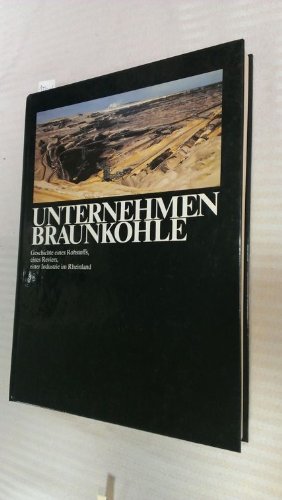 UNTERNEHMEN
BRAUNKOHLE
Geschichte eines Rohstoffs,
eines Reviers,
einer Industrie im Rheinland